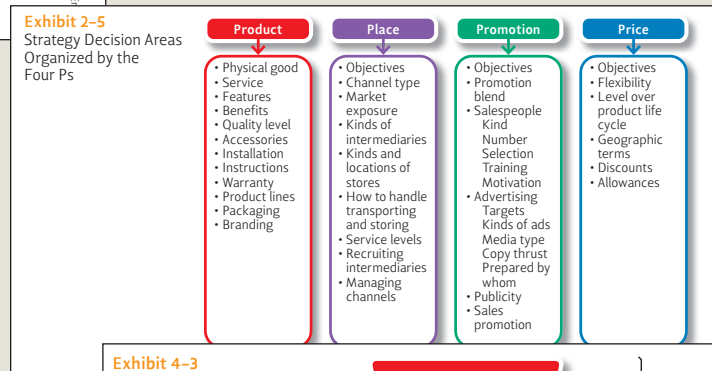 Exhibit 2–5
Strategy Decision Areas
Organized by the
Four Ps
Product
• Physical good
• Service
• Features
• Benefits
• Quality level
• Accessories
• Installation
• Instructions
• Warranty
• Product lines
• Packaging
• Branding
Place
• Objectives
• Channel type
• Market
exposure
• Kinds of
intermediaries
• Kinds and
locations of
stores
• How to handle
transporting
and storing
• Service levels
• Recruiting
intermediaries
• Managing
channels
Promotion
• Objectives
• Promotion
blend
• Salespeople
Kind
Number
Selection
Training
Motivation
• Advertising
Targets
Kinds of ads
Media type
Copy thrust
Prepared by
whom
• Publicity
• Sales
promotion
Price
• Objectives
• Flexibility
• Level over
product life
cycle
• Geographic
terms
• Discounts
• Allowances
Exhibit 4–3